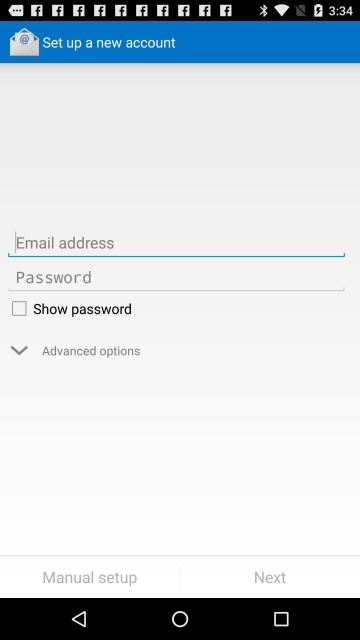 3:34
@ Set up a new account
Email address
Password
Show password
Advanced options
Manual setup
Next